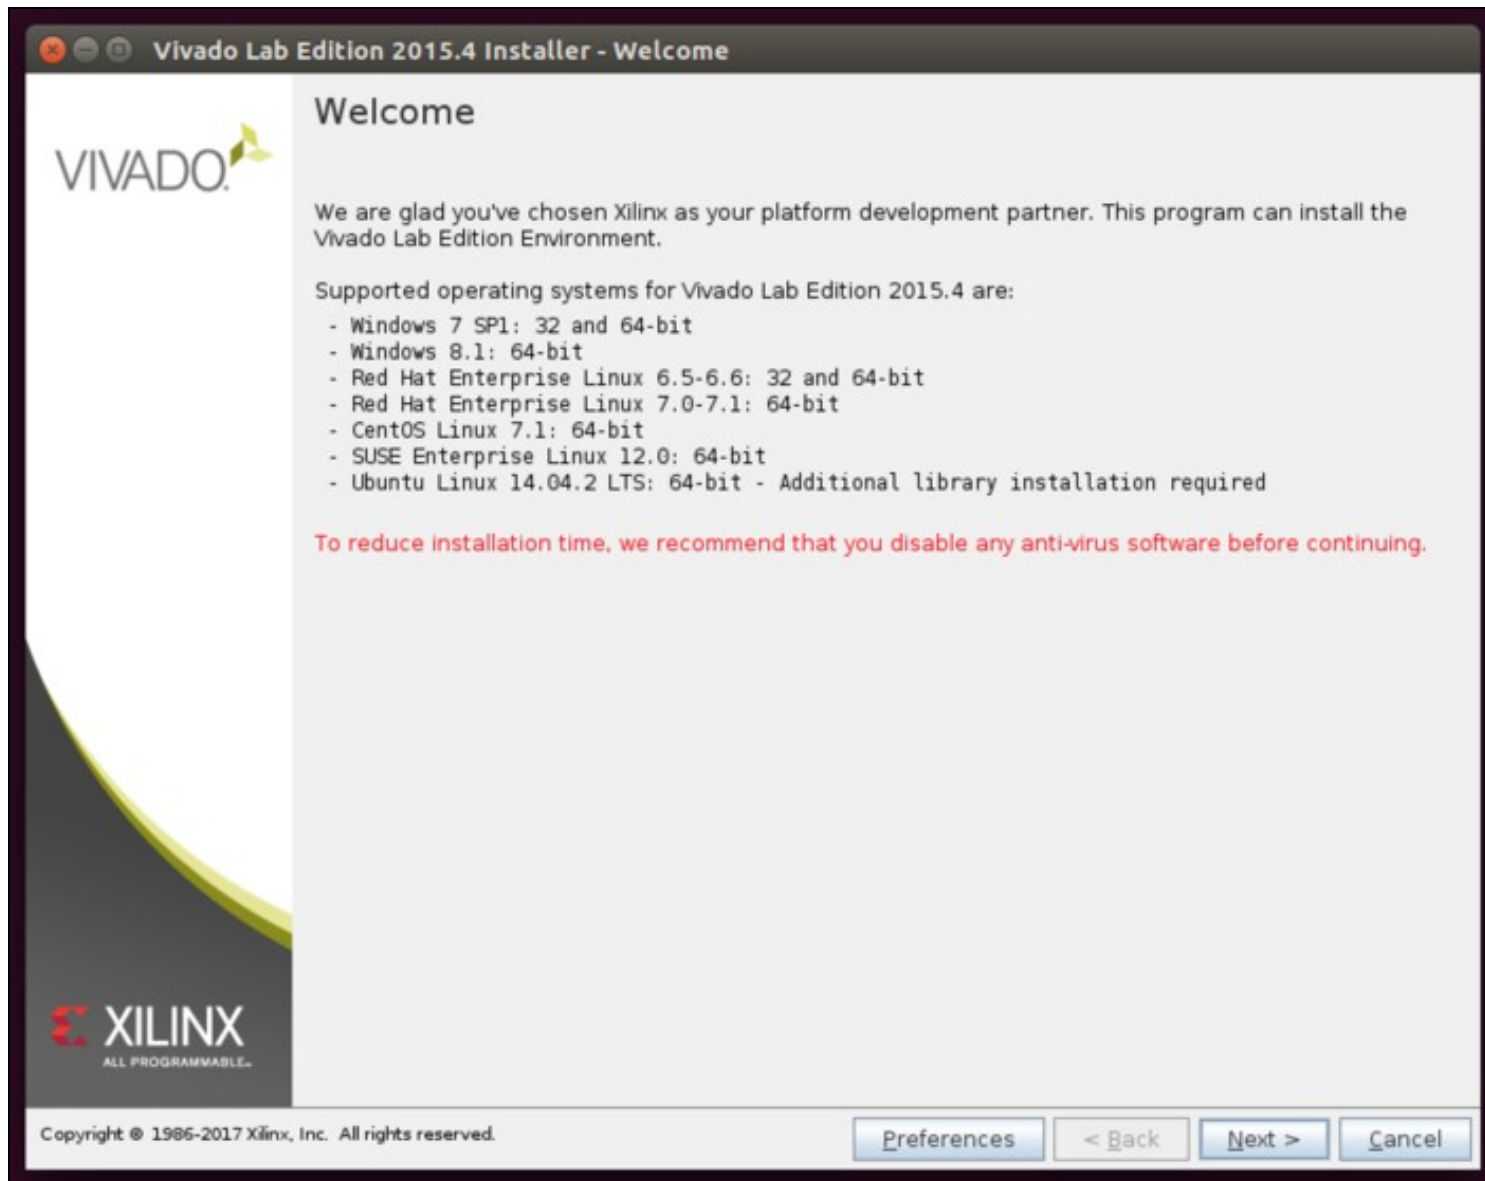 Vivado Lab Edition 2015.4 Installer - Welcome
VIVADO.
Welcome
We are glad you've chosen Xilinx as your platform development partner. This program can install the
Vivado Lab Edition Environment.
Supported operating systems for Vivado Lab Edition 2015.4 are:
- Windows 7 SP1: 32 and 64-bit
- Windows 8.1: 64-bit
- Red Hat Enterprise Linux 6.5-6.6: 32 and 64-bit
- Red Hat Enterprise Linux 7.0-7.1: 64-bit
- CentOS Linux 7.1: 64-bit
- SUSE Enterprise Linux 12.0: 64-bit
- Ubuntu Linux 14.04.2 LTS: 64-bit - Additional library installation required
To reduce installation time, we recommend that you disable any anti-virus software before continuing.
XILINX
ALL PROGRAMMABLE™
Copyright © 1986-2017 Xilinx, Inc. All rights reserved.
Preferences
< Back
Next >
Cancel